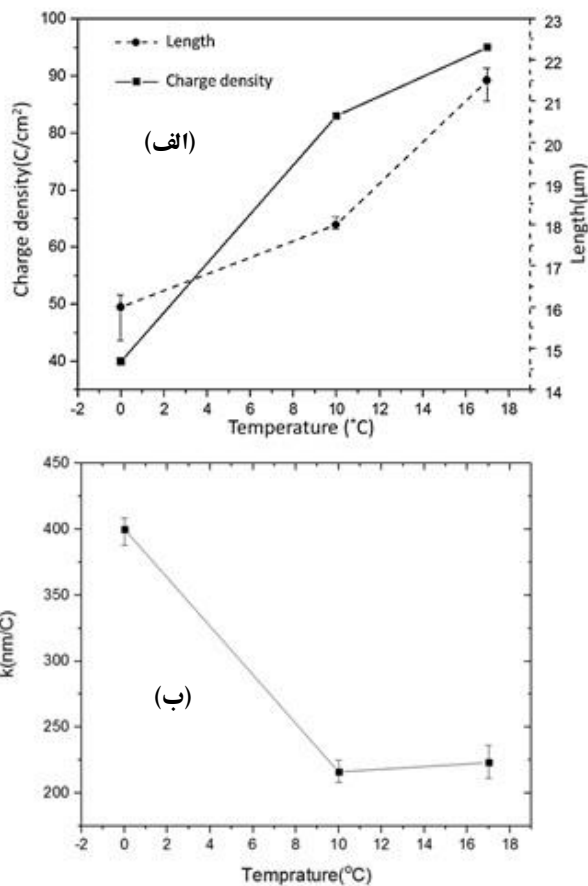 Length
Charge density
(الف)
Charge density(C/cm²)
100
90
80
70
60
50
40
Length(µm)
23
22
21
20
19
18
17
16
15
14
-2 0 2 4 6 8 10 12 14 16 18
Temperature (°C)
k(nm/C)
450
400
350
300
250
200
(ب)
-2 0 2 4 6 8 10 12 14 16 18
Temprature(°C)